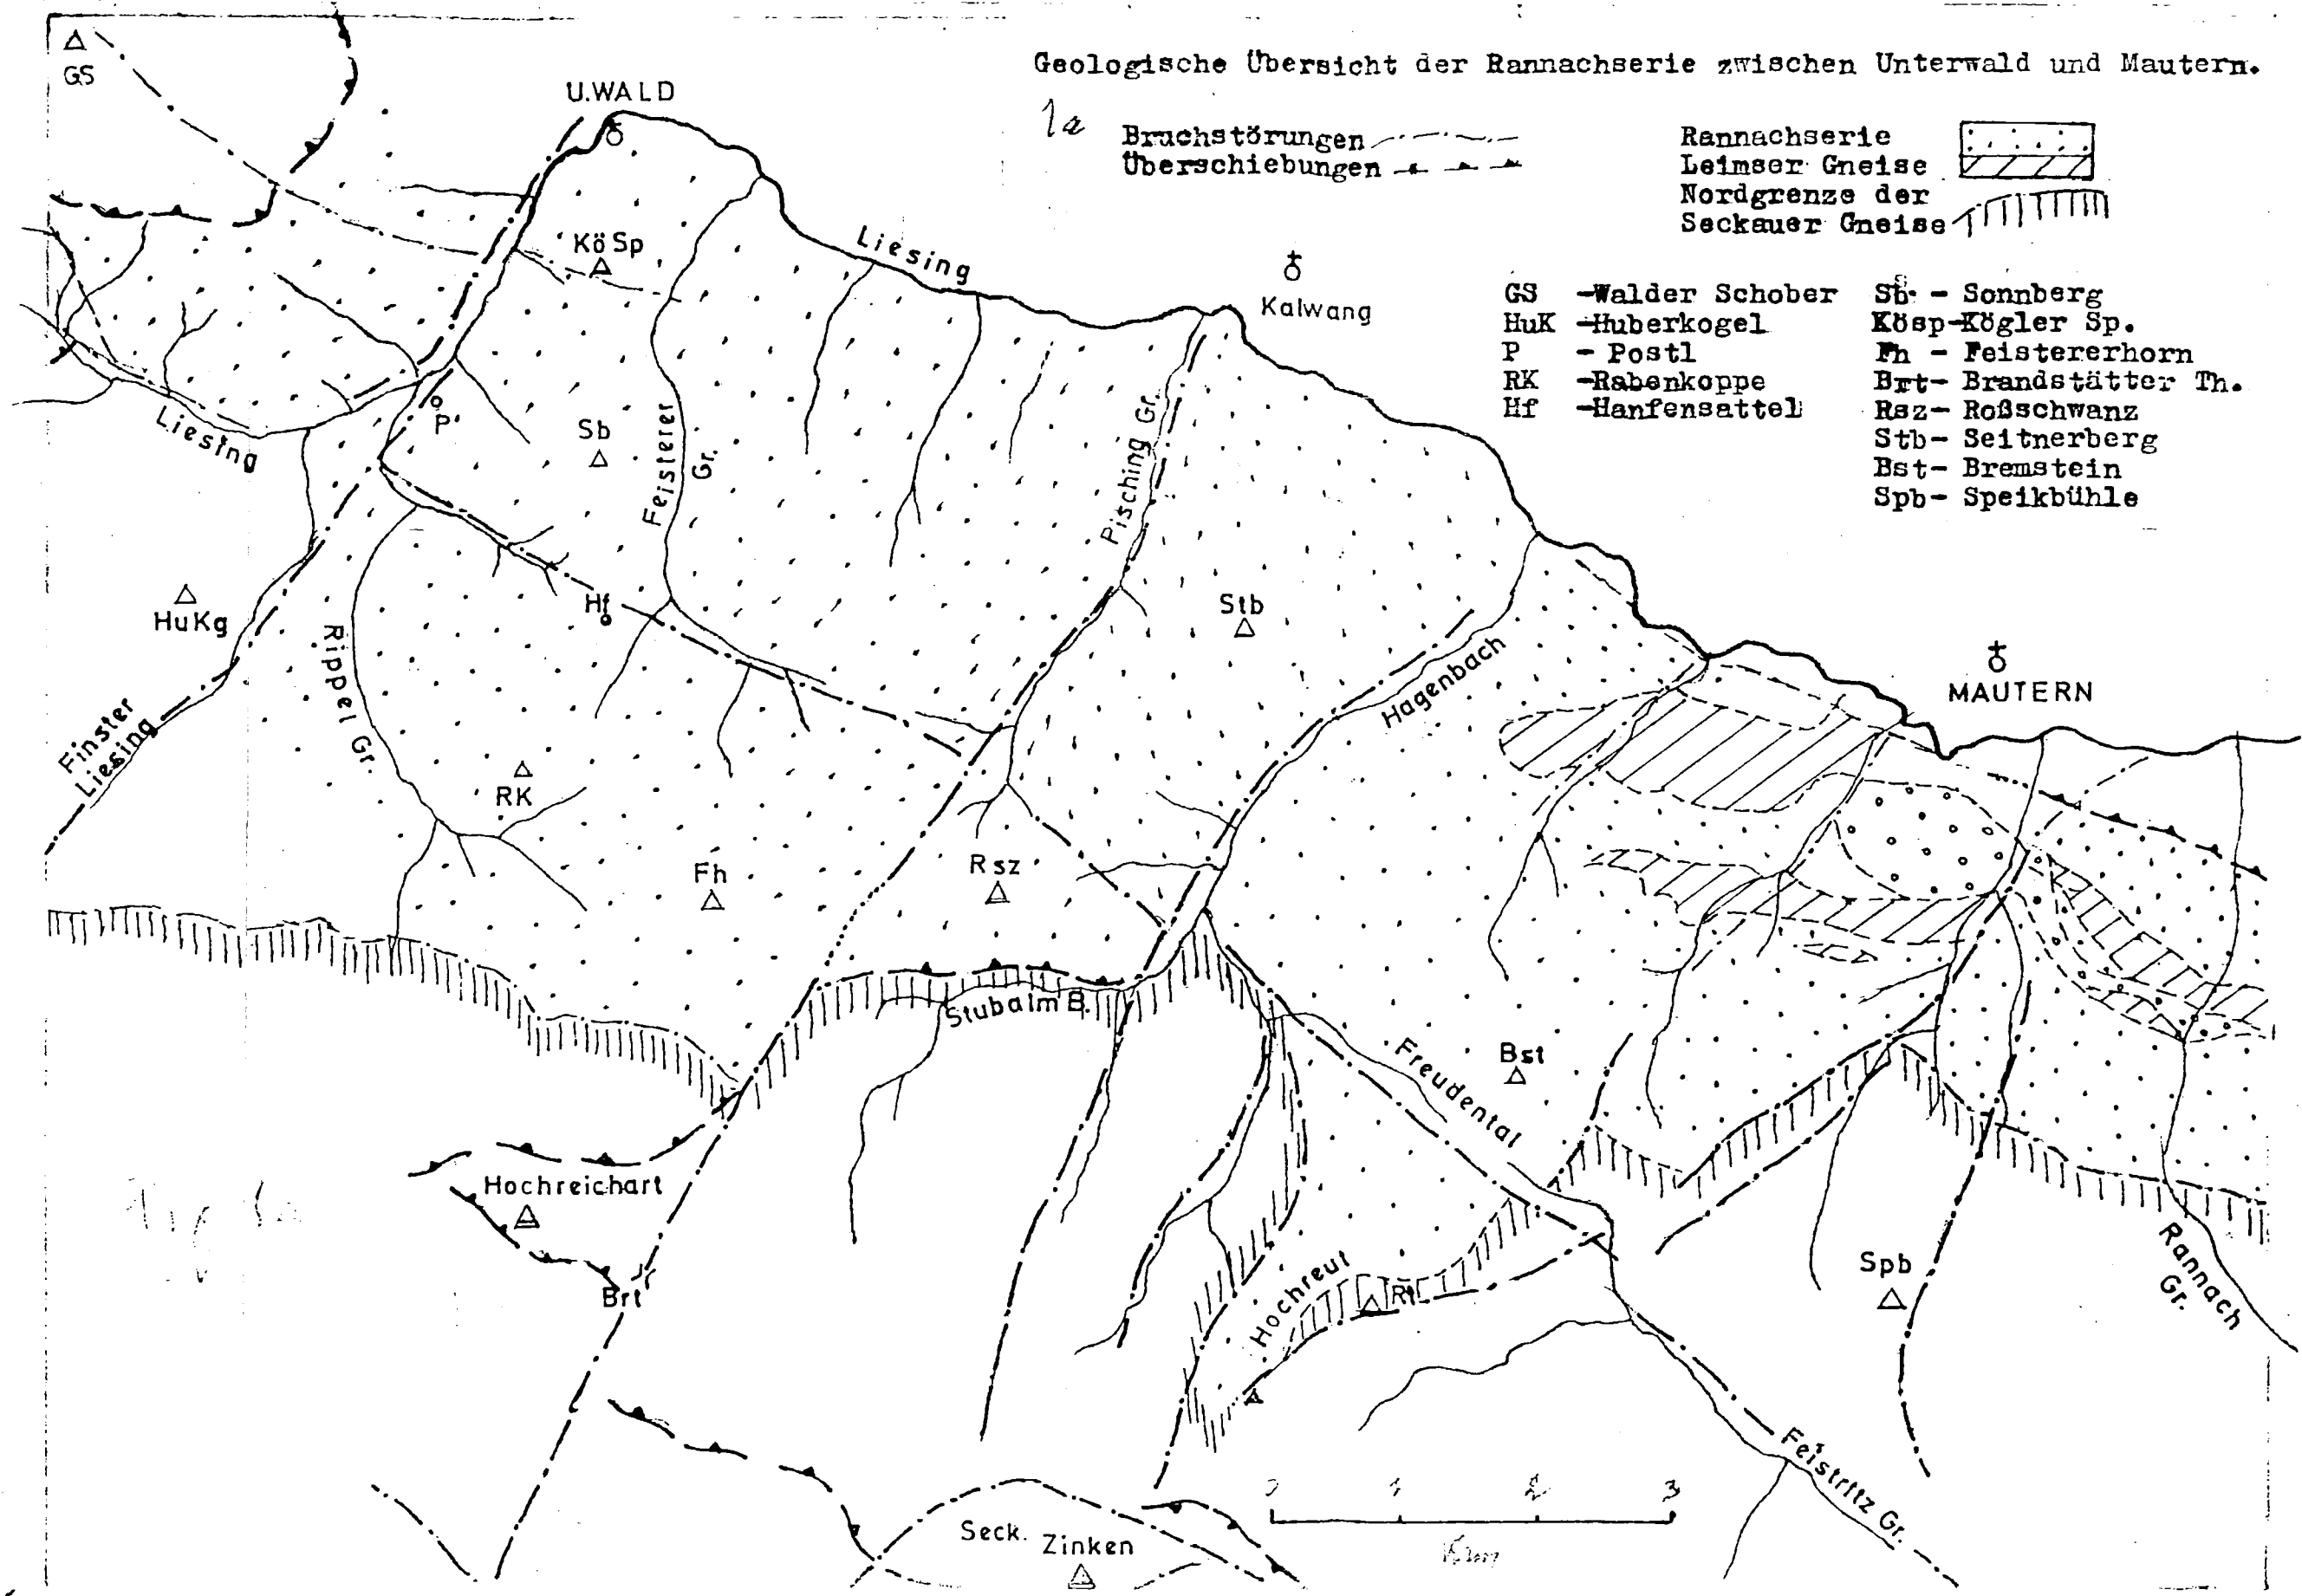 Geologische Übersicht der Rannachserie zwischen Unterwald und Mautern.
1a
Bruchstörungen
Überschiebungen
Rannachserie
Leimser Gneise
Nordgrenze der
Seckauer Gneise
GS -Walder Schober
HuK -Huberkogel
P - Postl
RK -Rabenkoppe
Hf -Hanfensattel
Sb - Sonnberg
Kösp-Kögler Sp.
Fh - Feistererhorn
Brt- Brandstätter Th.
Rsz- Roßschwanz
Stb- Seitnerberg
Bst- Bremstein
Spb- Speikbühle
GS
U.WALD
KöSp
Liesing
Kalwang
Liesing
P
Sb
Feisterer
Gr.
Pisching Gr.
HuKg
Hf
Stb
Rippel Gr.
Hagenbach
MAUTERN
Finster
Liesing
RK
Fh
Rsz
Stubalm B.
Freudental
Bst
Hochreichart
Brt
Hochreut
Rt
Spb
Rannach
Gr.
Feistritz Gr.
Seck. Zinken
1 2 3
Km